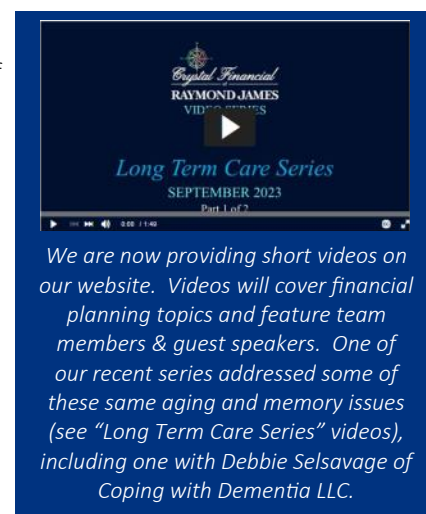 Crystal Financial
of
RAYMOND JAMES
VIDEO SERIES
Long Term Care Series
SEPTEMBER 2023
Part 1 of 2
0:00 / 1:49
We are now providing short videos on
our website. Videos will cover financial
planning topics and feature team
members & guest speakers. One of
our recent series addressed some of
these same aging and memory issues
(see “Long Term Care Series” videos),
including one with Debbie Selsavage of
Coping with Dementia LLC.